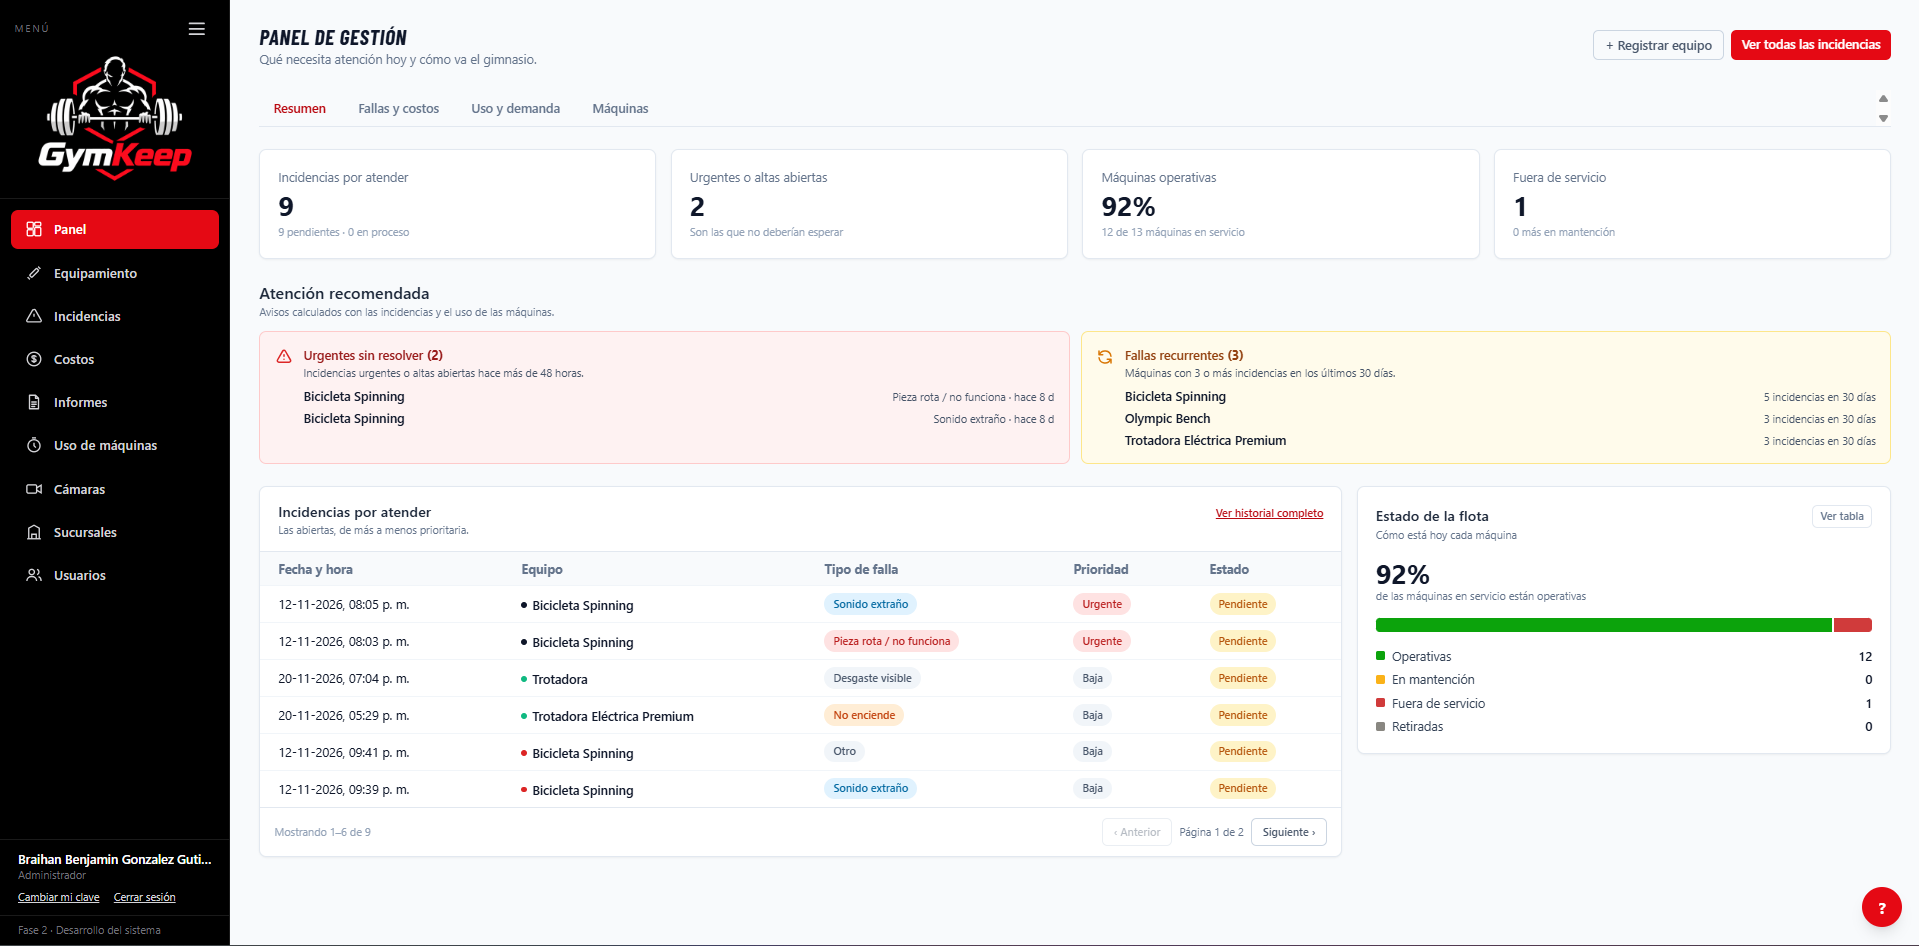 MENÚ
GymKeep
Panel
Equipamiento
Incidencias
Costos
Informes
Uso de máquinas
Cámaras
Sucursales
Usuarios
Braihan Benjamin Gonzalez Guti...
Administrador
Cambiar mi clave Cerrar sesión
Fase 2 · Desarrollo del sistema
PANEL DE GESTIÓN
Qué necesita atención hoy y cómo va el gimnasio.
+ Registrar equipo Ver todas las incidencias
Resumen Fallas y costos Uso y demanda Máquinas
Incidencias por atender
9
9 pendientes · 0 en proceso
Urgentes o altas abiertas
2
Son las que no deberían esperar
Máquinas operativas
92%
12 de 13 máquinas en servicio
Fuera de servicio
1
0 más en mantención
Atención recomendada
Avisos calculados con las incidencias y el uso de las máquinas.
Urgentes sin resolver (2)
Incidencias urgentes o altas abiertas hace más de 48 horas.
Bicicleta Spinning Pieza rota / no funciona · hace 8 d
Bicicleta Spinning Sonido extraño · hace 8 d
Fallas recurrentes (3)
Máquinas con 3 o más incidencias en los últimos 30 días.
Bicicleta Spinning 5 incidencias en 30 días
Olympic Bench 3 incidencias en 30 días
Trotadora Eléctrica Premium 3 incidencias en 30 días
Incidencias por atender
Las abiertas, de más a menos prioritaria.
Ver historial completo
Fecha y hora Equipo Tipo de falla Prioridad Estado
12-11-2026, 08:05 p. m. Bicicleta Spinning Sonido extraño Urgente Pendiente
12-11-2026, 08:03 p. m. Bicicleta Spinning Pieza rota / no funciona Urgente Pendiente
20-11-2026, 07:04 p. m. Trotadora Desgaste visible Baja Pendiente
20-11-2026, 05:29 p. m. Trotadora Eléctrica Premium No enciende Baja Pendiente
12-11-2026, 09:41 p. m. Bicicleta Spinning Otro Baja Pendiente
12-11-2026, 09:39 p. m. Bicicleta Spinning Sonido extraño Baja Pendiente
Mostrando 1–6 de 9 ‹ Anterior Página 1 de 2 Siguiente ›
Estado de la flota
Cómo está hoy cada máquina
Ver tabla
92%
de las máquinas en servicio están operativas
Operativas 12
En mantención 0
Fuera de servicio 1
Retiradas 0
?